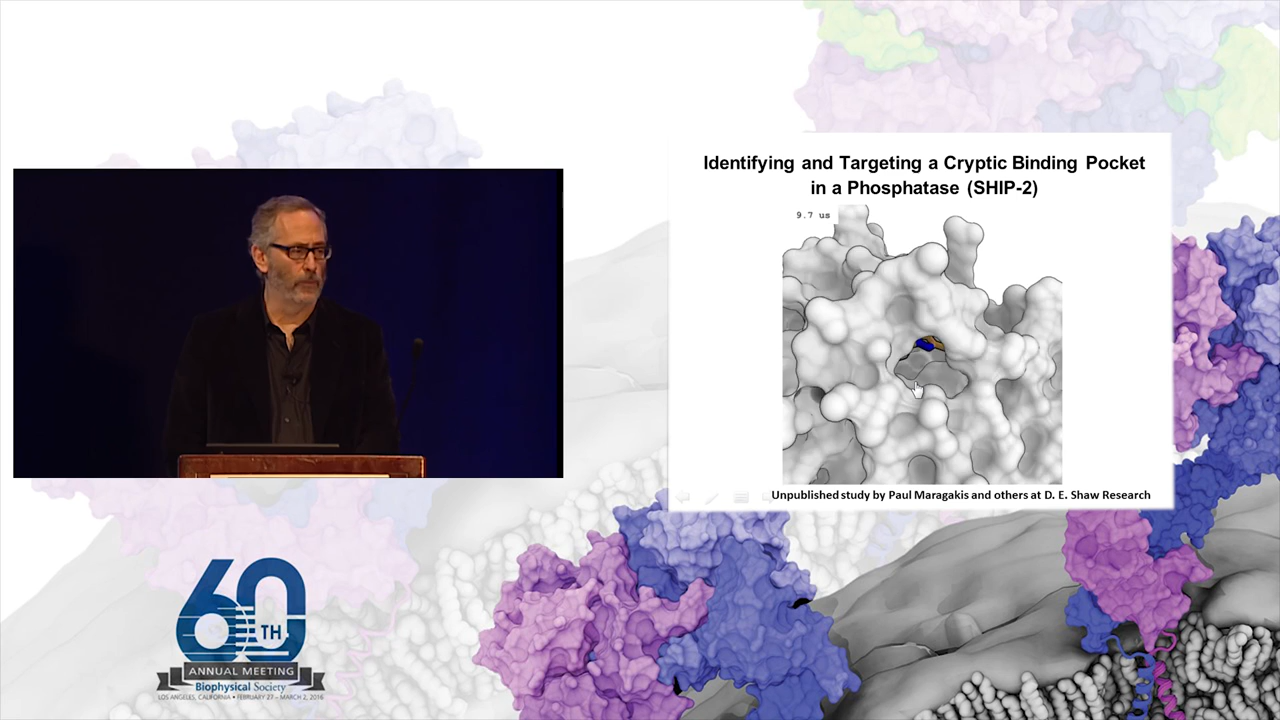 Identifying and Targeting a Cryptic Binding Pocket
in a Phosphatase (SHIP-2)
9.7 us
Unpublished study by Paul Maragakis and others at D. E. Shaw Research
60TH
ANNUAL MEETING
Biophysical Society
LOS ANGELES, CALIFORNIA • FEBRUARY 27 – MARCH 2, 2016